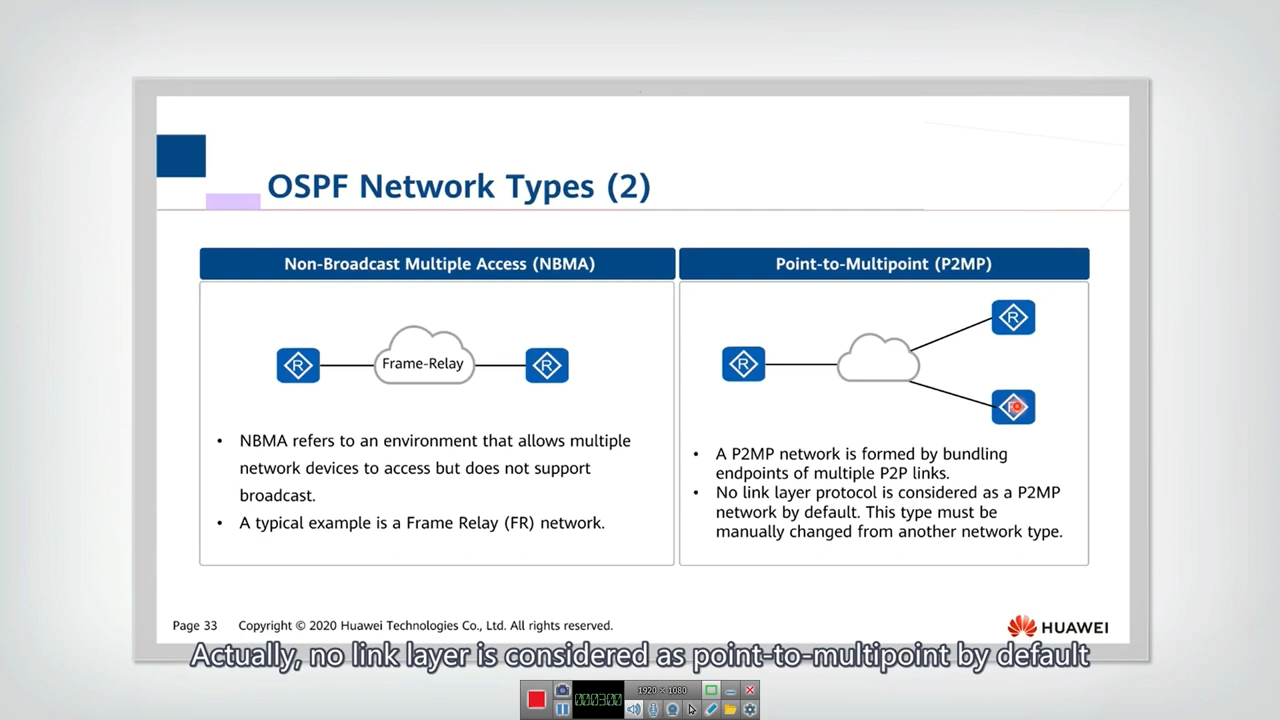 OSPF Network Types (2)
Non-Broadcast Multiple Access (NBMA)
R
Frame-Relay
R
• NBMA refers to an environment that allows multiple
network devices to access but does not support
broadcast.
• A typical example is a Frame Relay (FR) network.
Point-to-Multipoint (P2MP)
R
R
• A P2MP network is formed by bundling
endpoints of multiple P2P links.
• No link layer protocol is considered as a P2MP
network by default. This type must be
manually changed from another network type.
Page 33 Copyright © 2020 Huawei Technologies Co., Ltd. All rights reserved.
HUAWEI
Actually, no link layer is considered as point-to-multipoint by default
000300
1920 × 1080